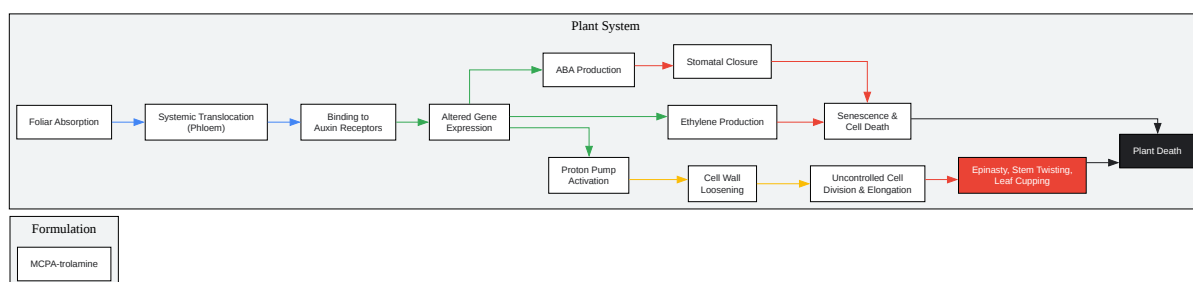 Plant System
ABA Production
Stomatal Closure
Foliar Absorption
Systemic Translocation
(Phloem)
Binding to
Auxin Receptors
Altered Gene
Expression
Ethylene Production
Senescence &
Cell Death
Plant Death
Proton Pump
Activation
Cell Wall
Loosening
Uncontrolled Cell
Division & Elongation
Epinasty, Stem Twisting,
Leaf Cupping
Formulation
MCPA-trolamine